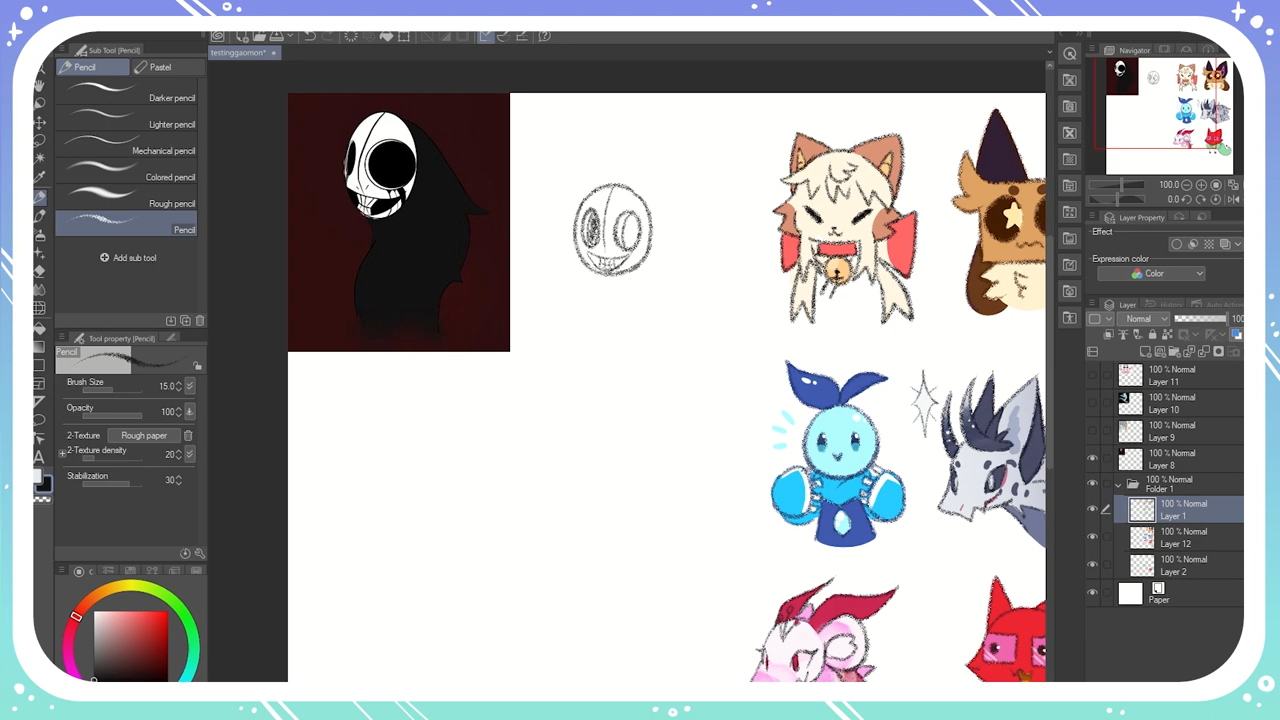 Sub Tool [Pencil]
Pencil
Pastel
Darker pencil
Lighter pencil
Mechanical pencil
Colored pencil
Rough pencil
Pencil
Add sub tool
Tool property [Pencil]
Pencil
Brush Size
15.0
Opacity
100
2-Texture
Rough paper
2-Texture density
20
Stabilization
30
testinggaomon*
Navigator
100.0
0.0
Layer Property
Effect
Expression color
Color
Layer
History
Auto Action
Normal
100
100 % Normal
Layer 11
100 % Normal
Layer 10
100 % Normal
Layer 9
100 % Normal
Layer 8
100 % Normal
Folder 1
100 % Normal
Layer 1
100 % Normal
Layer 12
100 % Normal
Layer 2
Paper